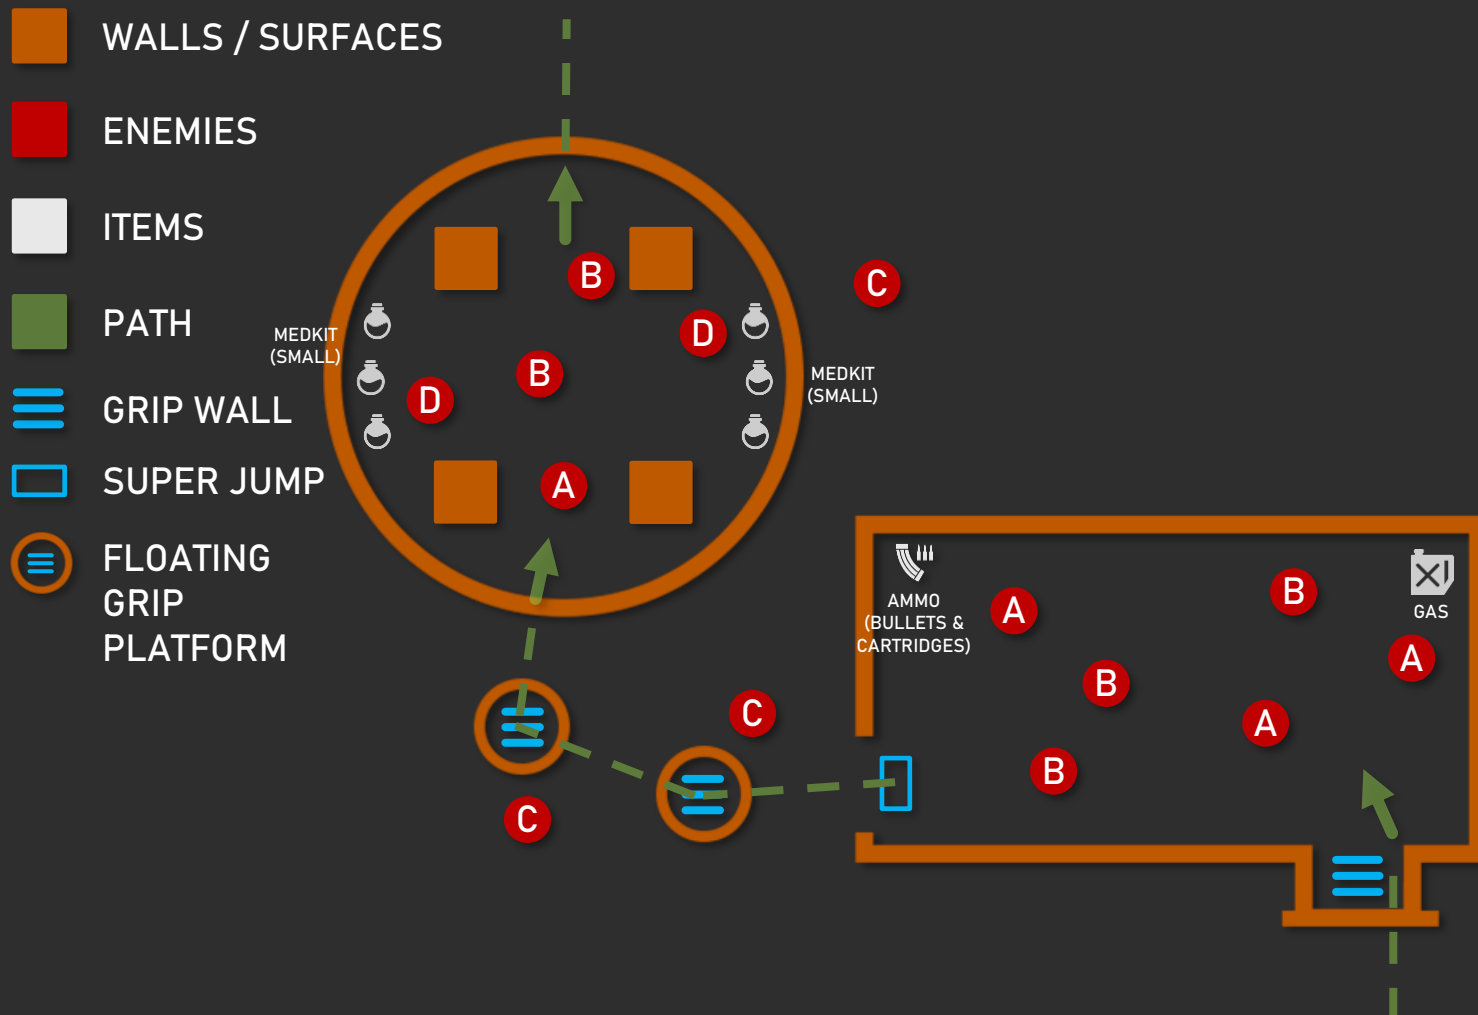 WALLS / SURFACES
ENEMIES
ITEMS
PATH
GRIP WALL
SUPER JUMP
FLOATING
GRIP
PLATFORM
B
C
MEDKIT
(SMALL)
D
B
MEDKIT
(SMALL)
D
A
AMMO
(BULLETS &
CARTRIDGES)
A
B
GAS
A
B
C
A
B
C